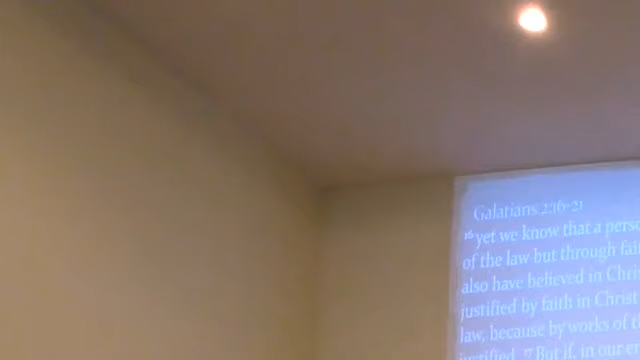 Galatians 2:16-21
16 yet we know that a perso
of the law but through fai
also have believed in Chri
justified by faith in Christ
law, because by works of t
justified. 17 But if, in our e